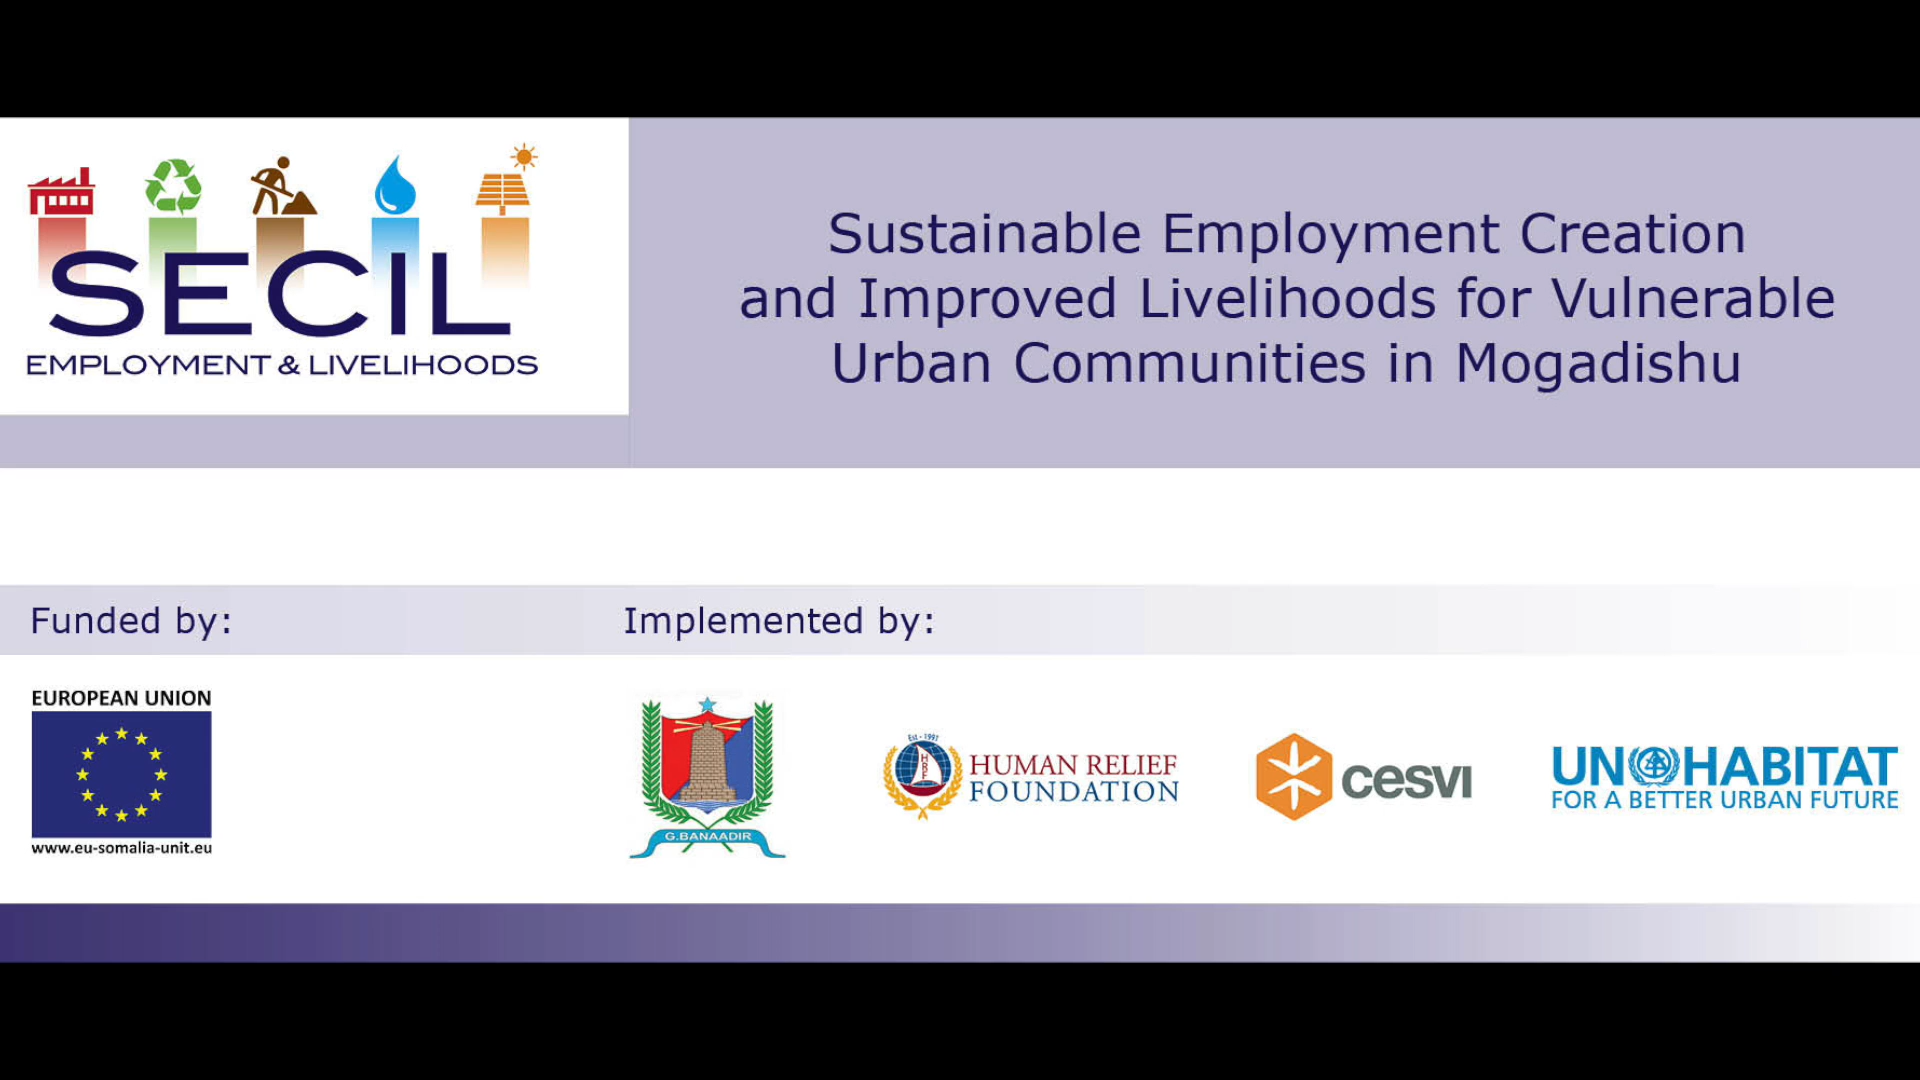 SECIL
EMPLOYMENT & LIVELIHOODS
Sustainable Employment Creation
and Improved Livelihoods for Vulnerable
Urban Communities in Mogadishu
Funded by:
Implemented by:
EUROPEAN UNION
www.eu-somalia-unit.eu
G.BANAADIR
Est - 1991
HRF
HUMAN RELIEF
FOUNDATION
cesvi
UN HABITAT
FOR A BETTER URBAN FUTURE